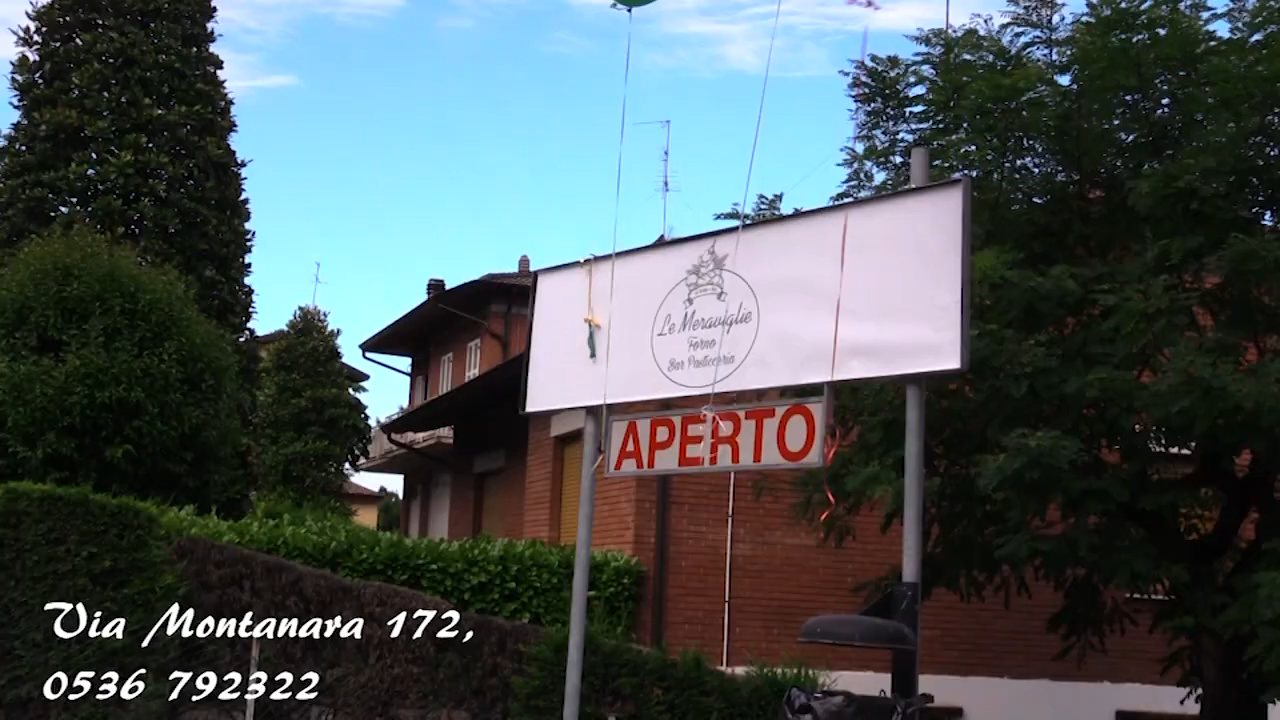 Le Meraviglie
Forno
Bar Pasticceria
APERTO
Via Montanara 172,
0536 792322